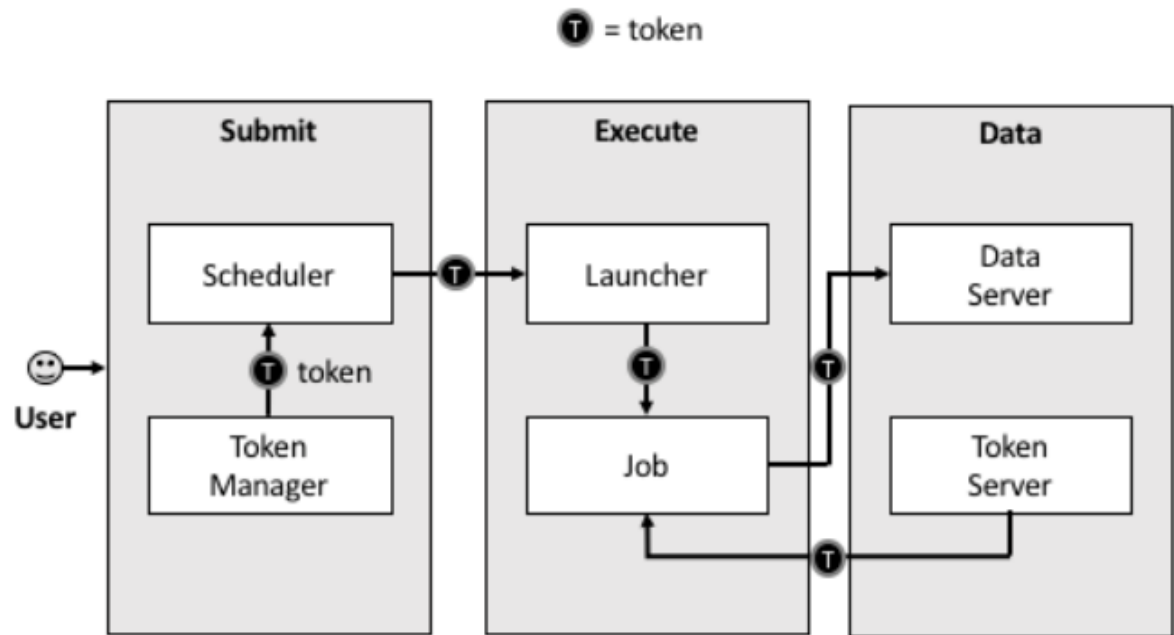 T = token
Submit
Execute
Data
Scheduler
T
Launcher
Data
Server
T token
T
T
User
Token
Manager
Job
Token
Server
T